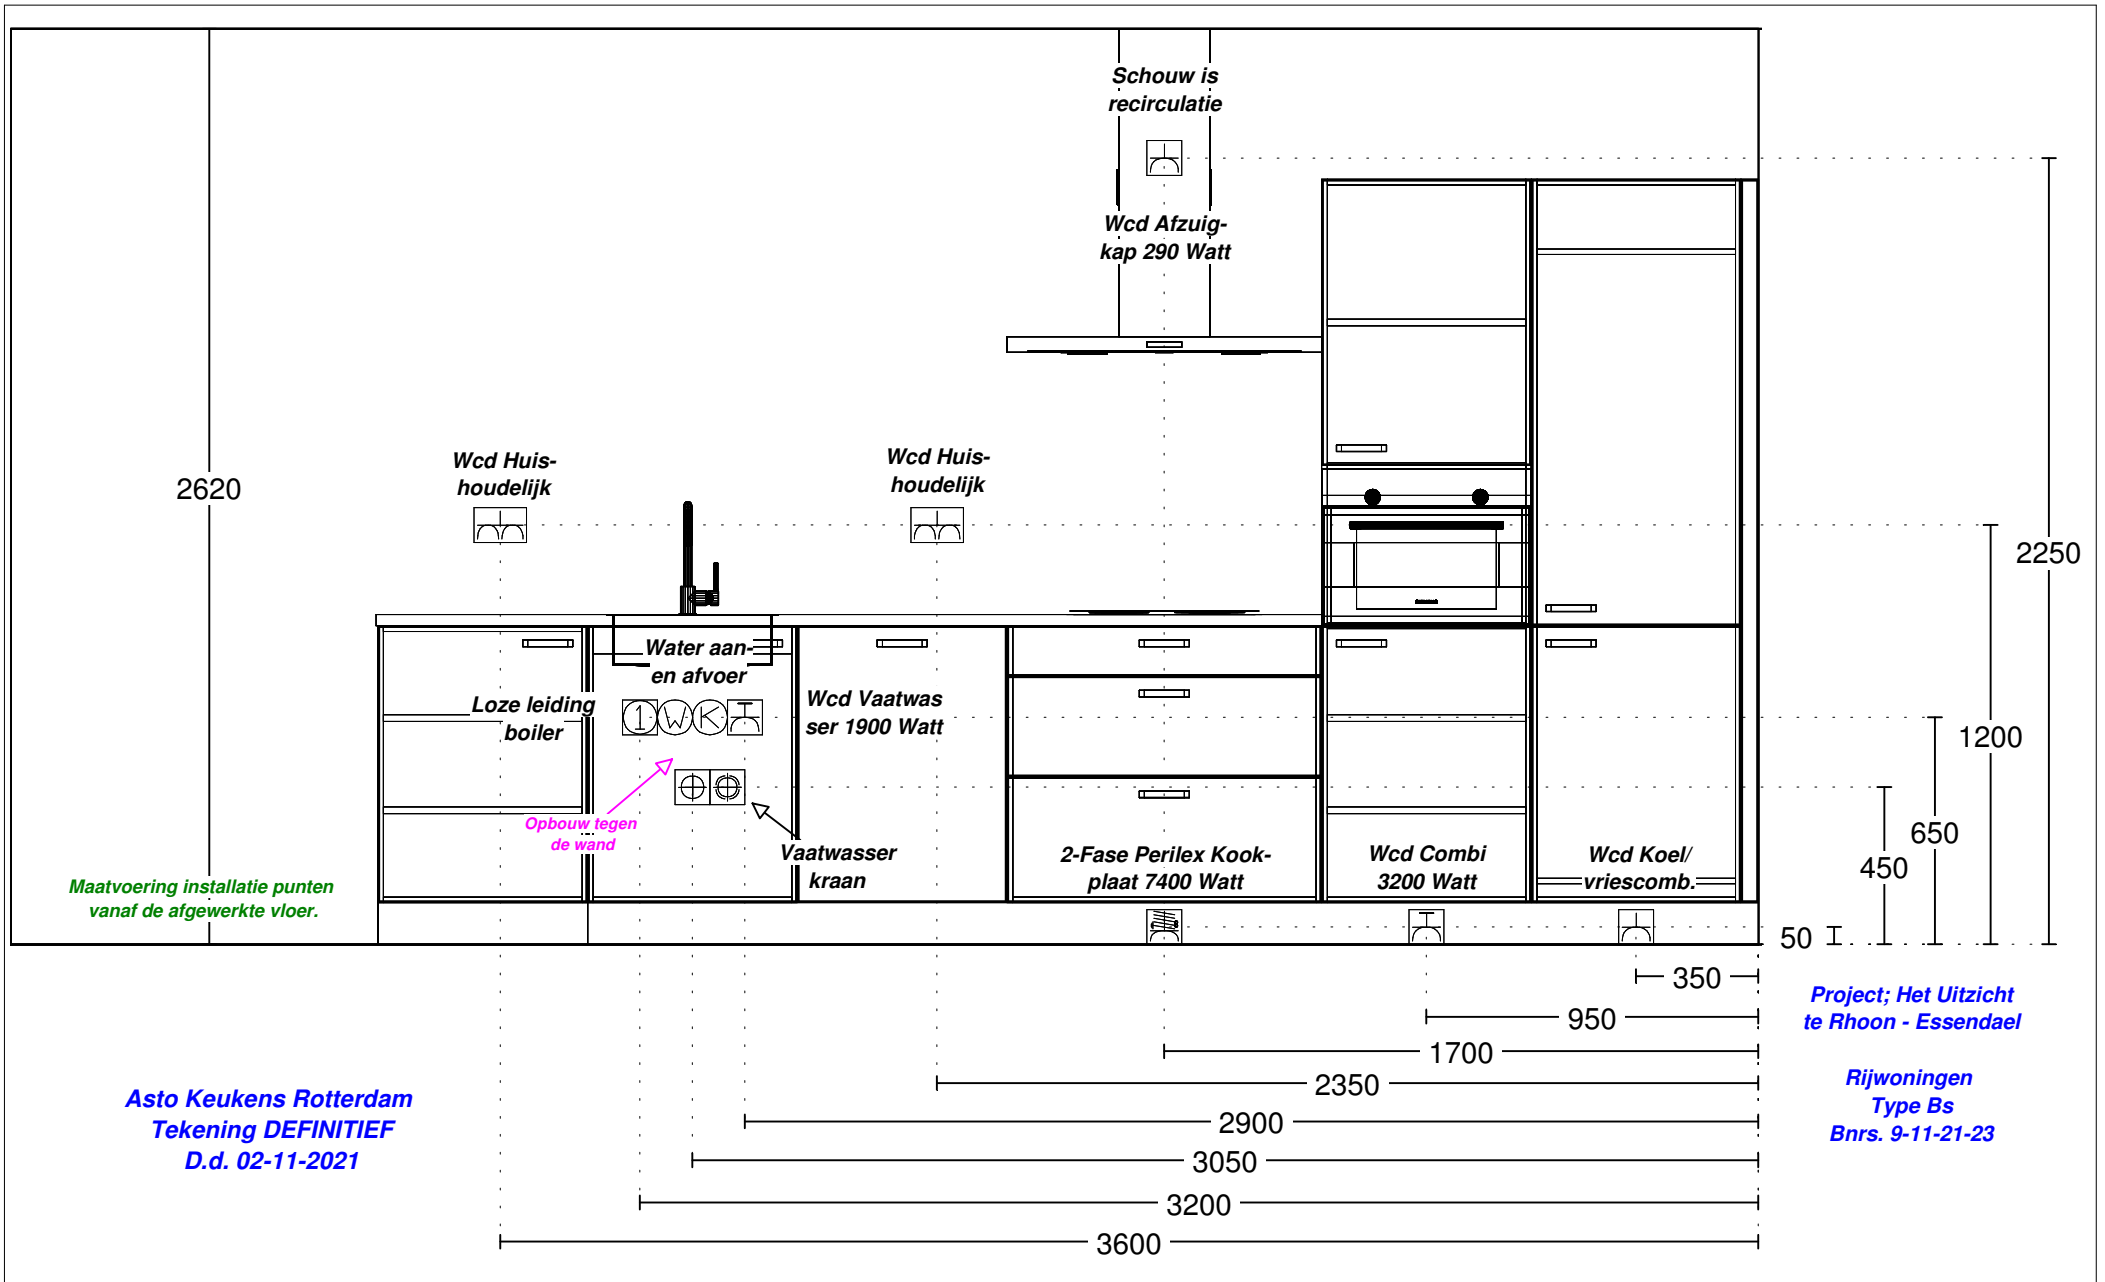 Schouw is
recirculatie
Wcd Afzuig-
kap 290 Watt
Wcd Huis-
houdelijk
Wcd Huis-
houdelijk
2620
2250
1200
650
450
50
Water aan-
en afvoer
Loze leiding
boiler
1 W K
Wcd Vaatwas
ser 1900 Watt
Opbouw tegen
de wand
Vaatwasser
kraan
2-Fase Perilex Kook-
plaat 7400 Watt
Wcd Combi
3200 Watt
Wcd Koel/
vriescomb.
Maatvoering installatie punten
vanaf de afgewerkte vloer.
350
950
1700
2350
2900
3050
3200
3600
Project; Het Uitzicht
te Rhoon - Essendael
Rijwoningen
Type Bs
Bnrs. 9-11-21-23
Asto Keukens Rotterdam
Tekening DEFINITIEF
D.d. 02-11-2021